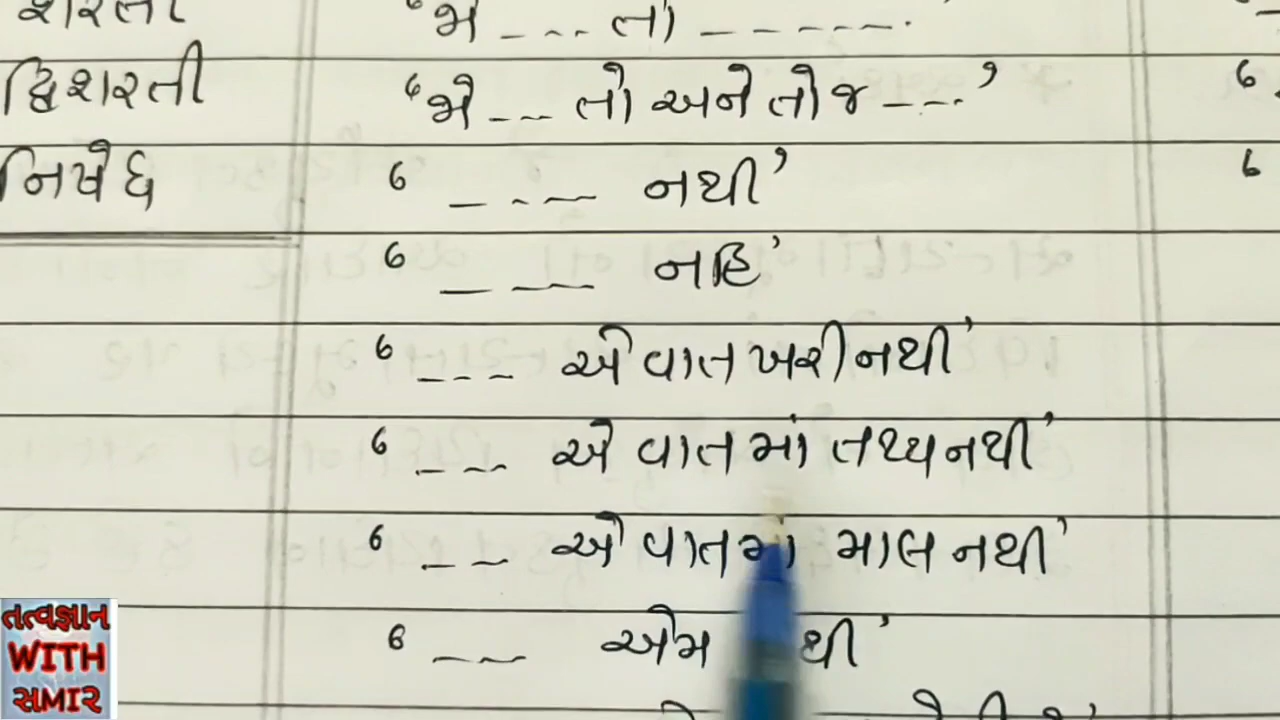 શરતી ‘જો --- તો ------.
દ્વિશરતી ‘જો --- તો અને તો જ ---.’ ‘
નિષેધ ‘ ---- નથી’ ‘
‘ ---- નહિ’
‘ --- એ વાત ખરી નથી’
‘ --- એ વાતમાં તથ્ય નથી’
‘ --- એ વાતમાં માલ નથી’
‘ --- એમ થી’
તત્વજ્ઞાન
WITH
સમિર